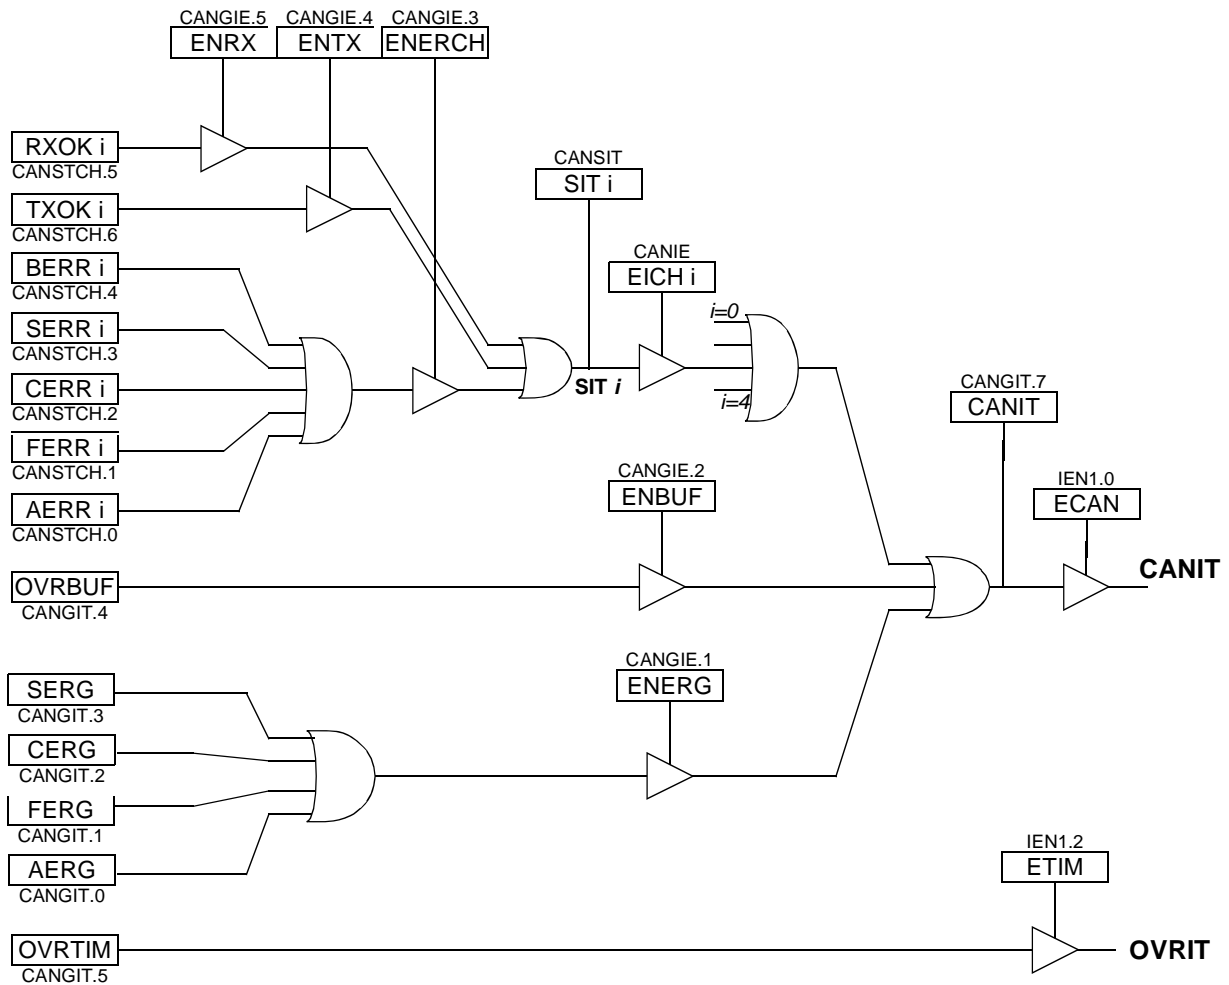 CANGIE.5
CANGIE.4
CANGIE.3
ENRX
ENTX
ENERCH
RXOK i
CANSTCH.5
TXOK i
CANSTCH.6
BERR i
CANSTCH.4
SERR i
CANSTCH.3
CERR i
CANSTCH.2
FERR i
CANSTCH.1
AERR i
CANSTCH.0
CANSIT
SIT i
SIT i
CANIE
EICH i
i=0
i=4
CANGIT.7
CANIT
CANGIE.2
ENBUF
IEN1.0
ECAN
CANIT
OVRBUF
CANGIT.4
CANGIE.1
ENERG
SERG
CANGIT.3
CERG
CANGIT.2
FERG
CANGIT.1
AERG
CANGIT.0
IEN1.2
ETIM
OVRTIM
CANGIT.5
OVRIT